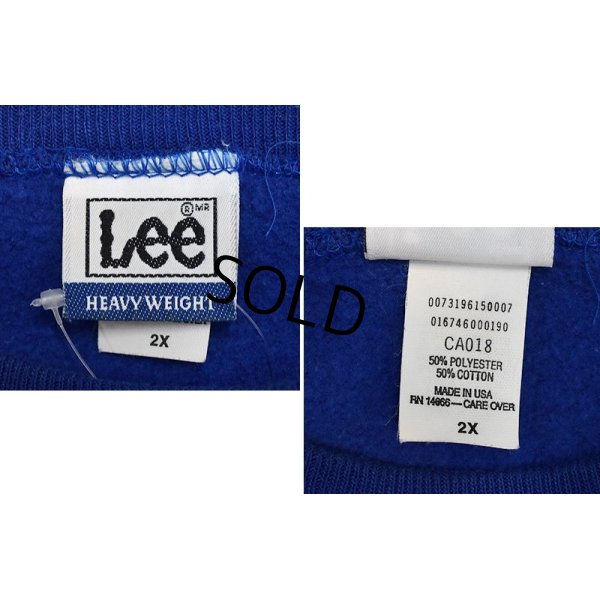 ® MR
Lee
HEAVY WEIGHT
2X
SOLD
0073196150007
016746000190
CA018
50% POLYESTER
50% COTTON
MADE IN USA
RN 14966—CARE OVER
2X